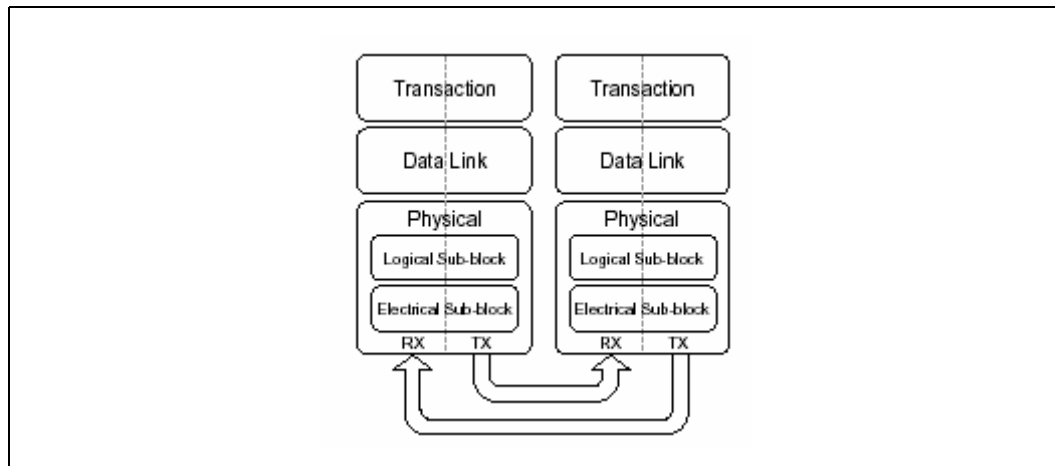 Transaction
Data Link
Physical
Logical Sub-block
Electrical Sub-block
RX TX
Transaction
Data Link
Physical
Logical Sub-block
Electrical Sub-block
RX TX